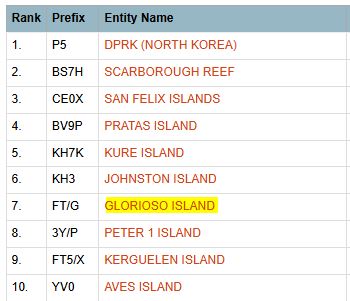 Rank Prefix Entity Name
1. P5 DPRK (NORTH KOREA)
2. BS7H SCARBOROUGH REEF
3. CE0X SAN FELIX ISLANDS
4. BV9P PRATAS ISLAND
5. KH7K KURE ISLAND
6. KH3 JOHNSTON ISLAND
7. FT/G GLORIOSO ISLAND
8. 3Y/P PETER 1 ISLAND
9. FT5/X KERGUELEN ISLAND
10. YV0 AVES ISLAND